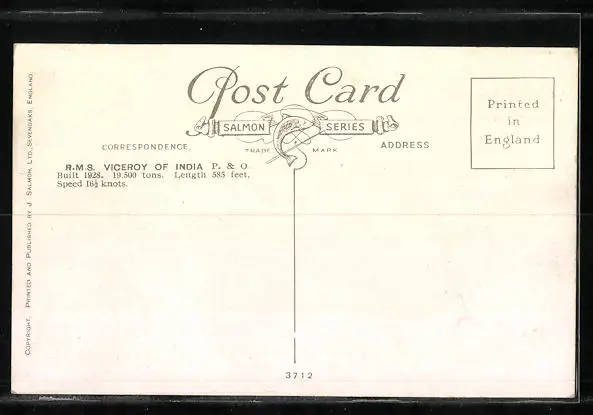 Post Card
SALMON SERIES
TRADE MARK
CORRESPONDENCE.
ADDRESS
Printed
in
England
R.M.S. VICEROY OF INDIA P. & O.
Built 1928. 19.500 tons. Length 585 feet.
Speed 16½ knots.
COPYRIGHT. PRINTED AND PUBLISHED BY J. SALMON, LTD., SEVENOAKS, ENGLAND.
3712